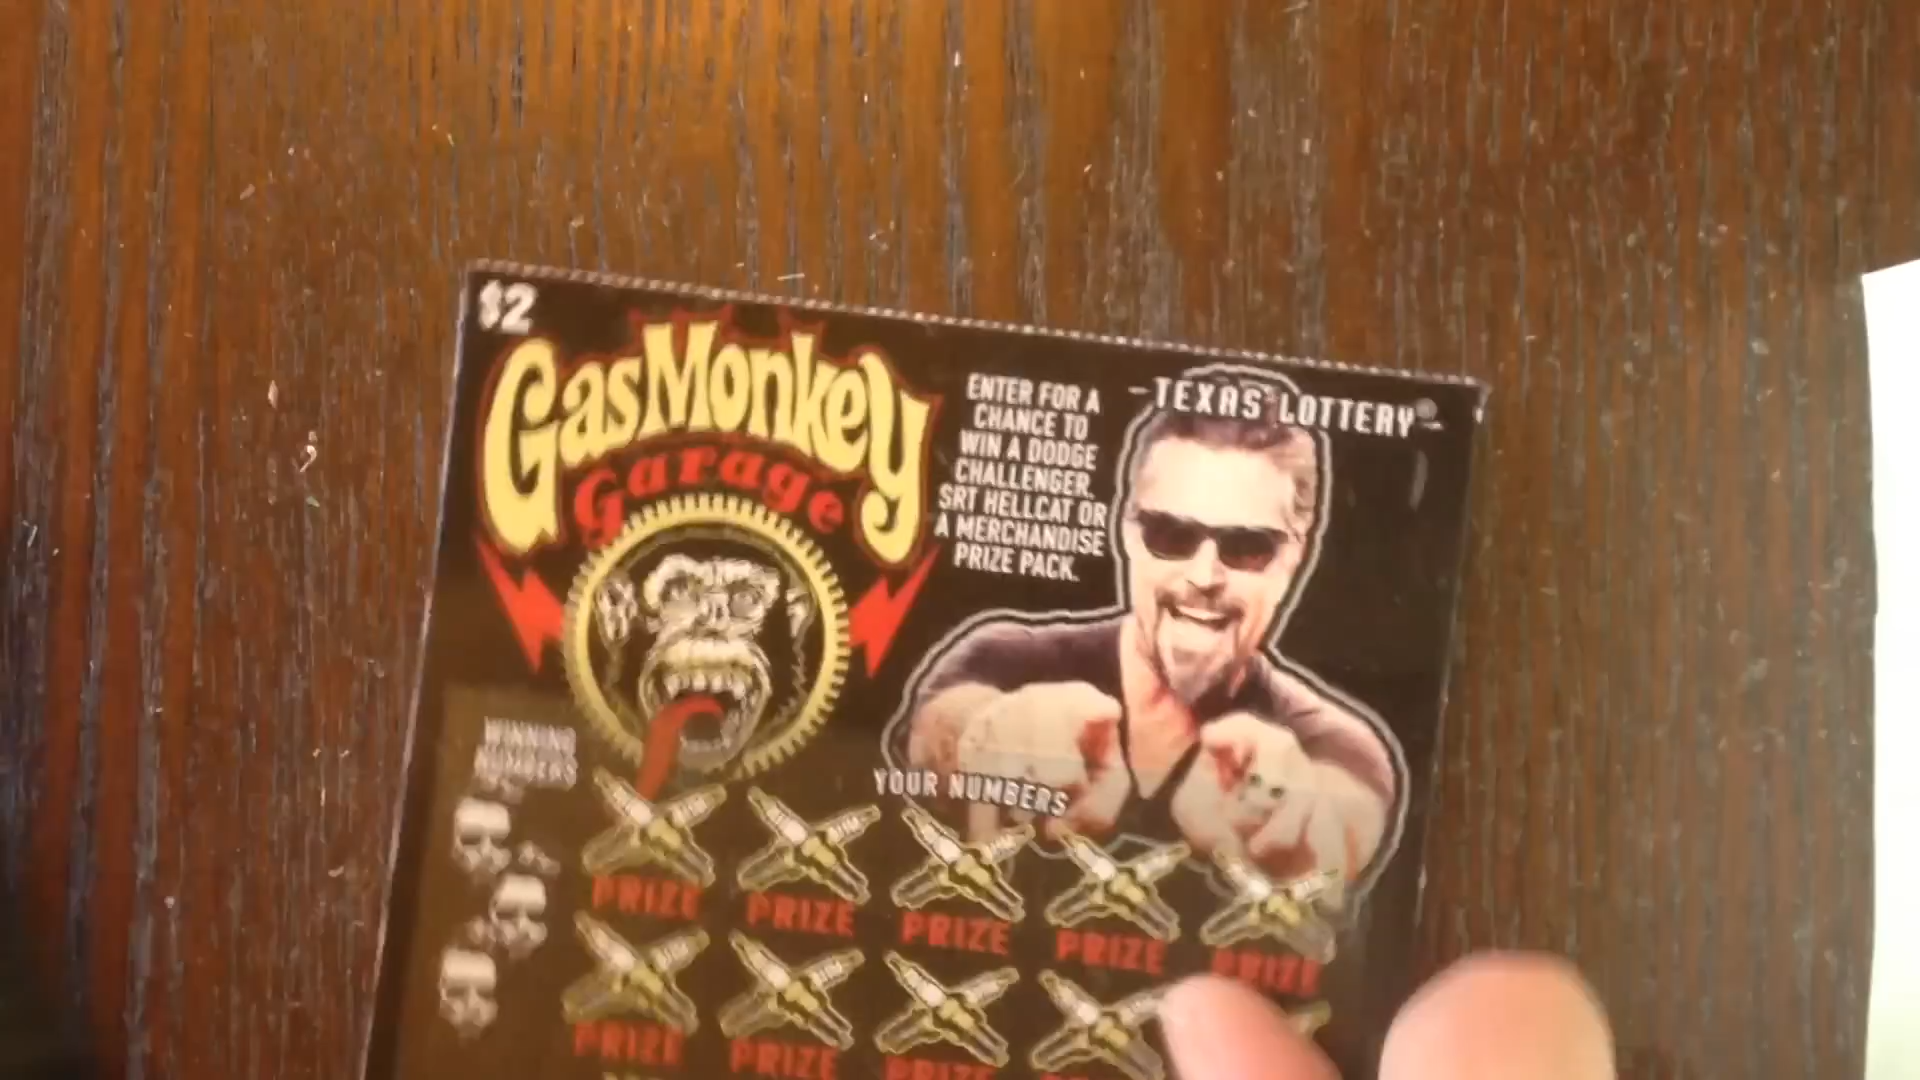 $2
GasMonkey
Garage
ENTER FOR A
CHANCE TO
WIN A DODGE
CHALLENGER
SRT HELLCAT OR
A MERCHANDISE
PRIZE PACK.
TEXAS LOTTERY
WINNING
NUMBERS
YOUR NUMBERS
PRIZE PRIZE PRIZE PRIZE PRIZE
PRIZE PRIZE PRIZE